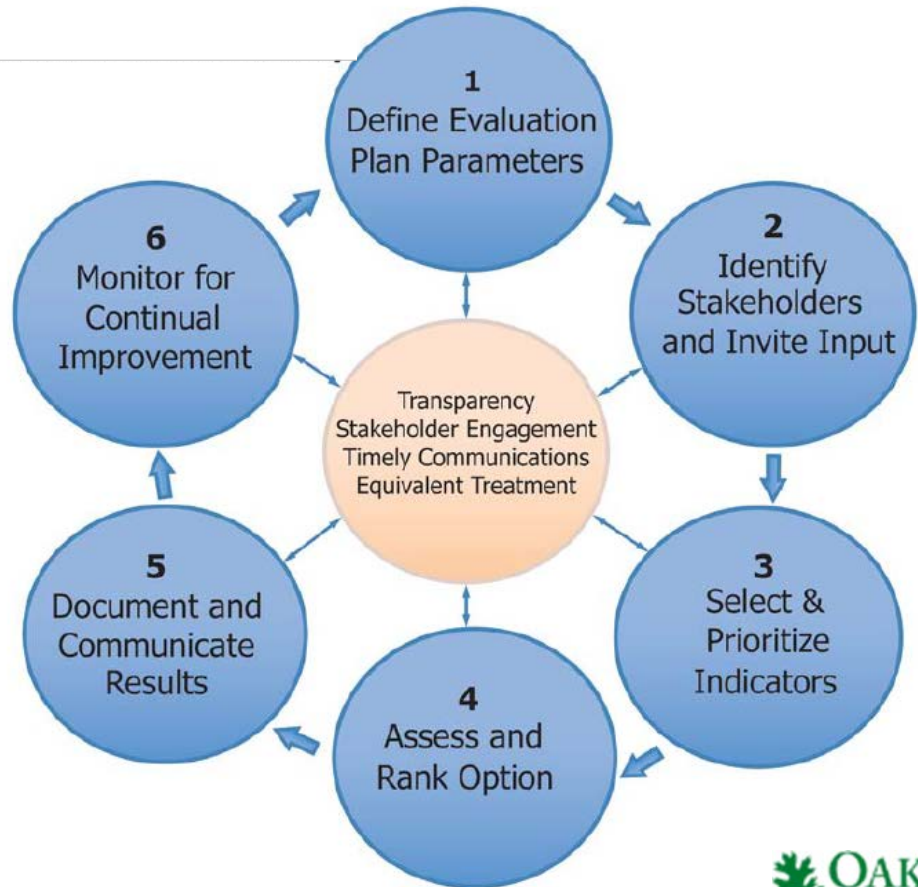 1
Define Evaluation
Plan Parameters
2
Identify
Stakeholders
and Invite Input
3
Select &
Prioritize
Indicators
4
Assess and
Rank Option
5
Document and
Communicate
Results
6
Monitor for
Continual
Improvement
Transparency
Stakeholder Engagement
Timely Communications
Equivalent Treatment
OAK